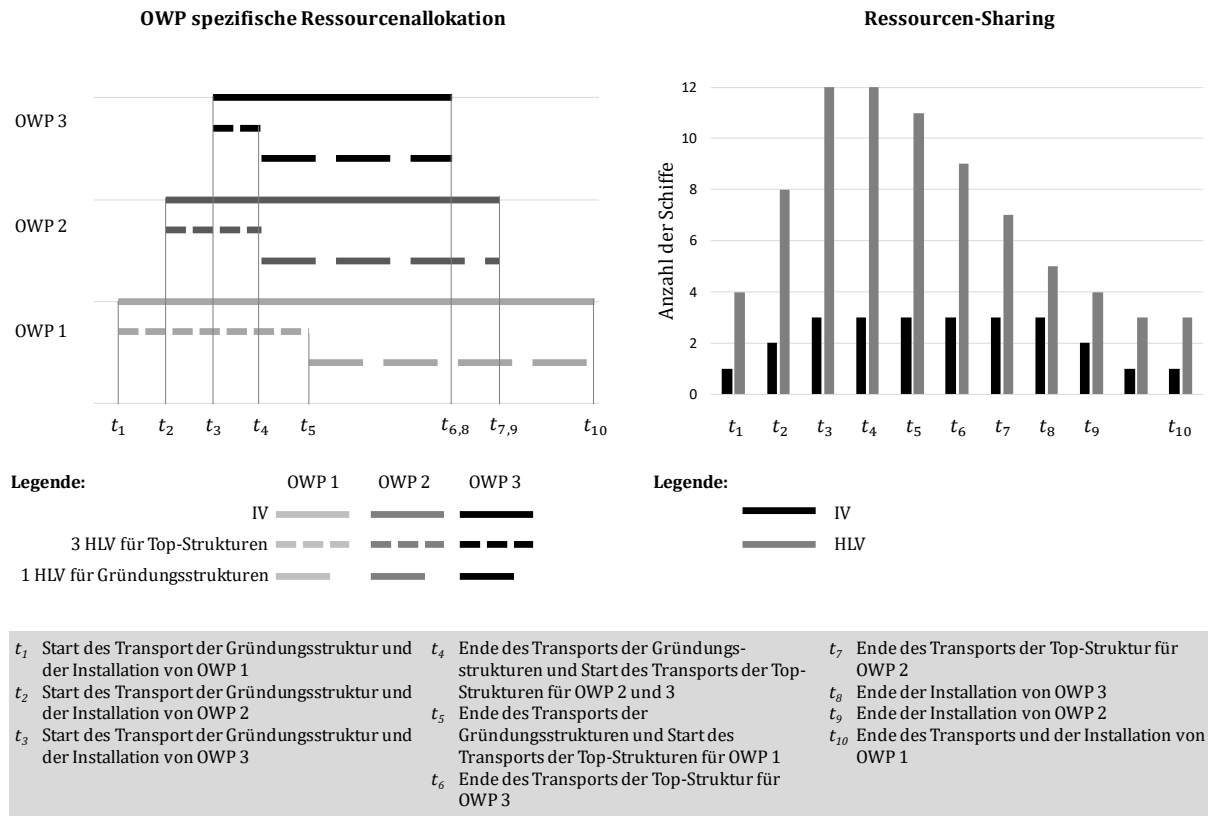 OWP spezifische Ressourcenallokation
OWP 3
OWP 2
OWP 1
t₁ t₂ t₃ t₄ t₅ t₆,₈ t₇,₉ t₁₀
Legende:
OWP 1 OWP 2 OWP 3
IV
3 HLV für Top-Strukturen
1 HLV für Gründungsstrukturen
Ressourcen-Sharing
Anzahl der Schiffe
12
10
8
6
4
2
0
t₁ t₂ t₃ t₄ t₅ t₆ t₇ t₈ t₉ t₁₀
Legende:
IV
HLV
t₁ Start des Transport der Gründungsstruktur und
der Installation von OWP 1
t₂ Start des Transport der Gründungsstruktur und
der Installation von OWP 2
t₃ Start des Transport der Gründungsstruktur und
der Installation von OWP 3
t₄ Ende des Transports der Gründungs-
strukturen und Start des Transports der Top-
Strukturen für OWP 2 und 3
t₅ Ende des Transports der
Gründungsstrukturen und Start des
Transports der Top-Strukturen für OWP 1
t₆ Ende des Transports der Top-Struktur für
OWP 3
t₇ Ende des Transports der Top-Struktur für
OWP 2
t₈ Ende der Installation von OWP 3
t₉ Ende der Installation von OWP 2
t₁₀ Ende des Transports und der Installation von
OWP 1